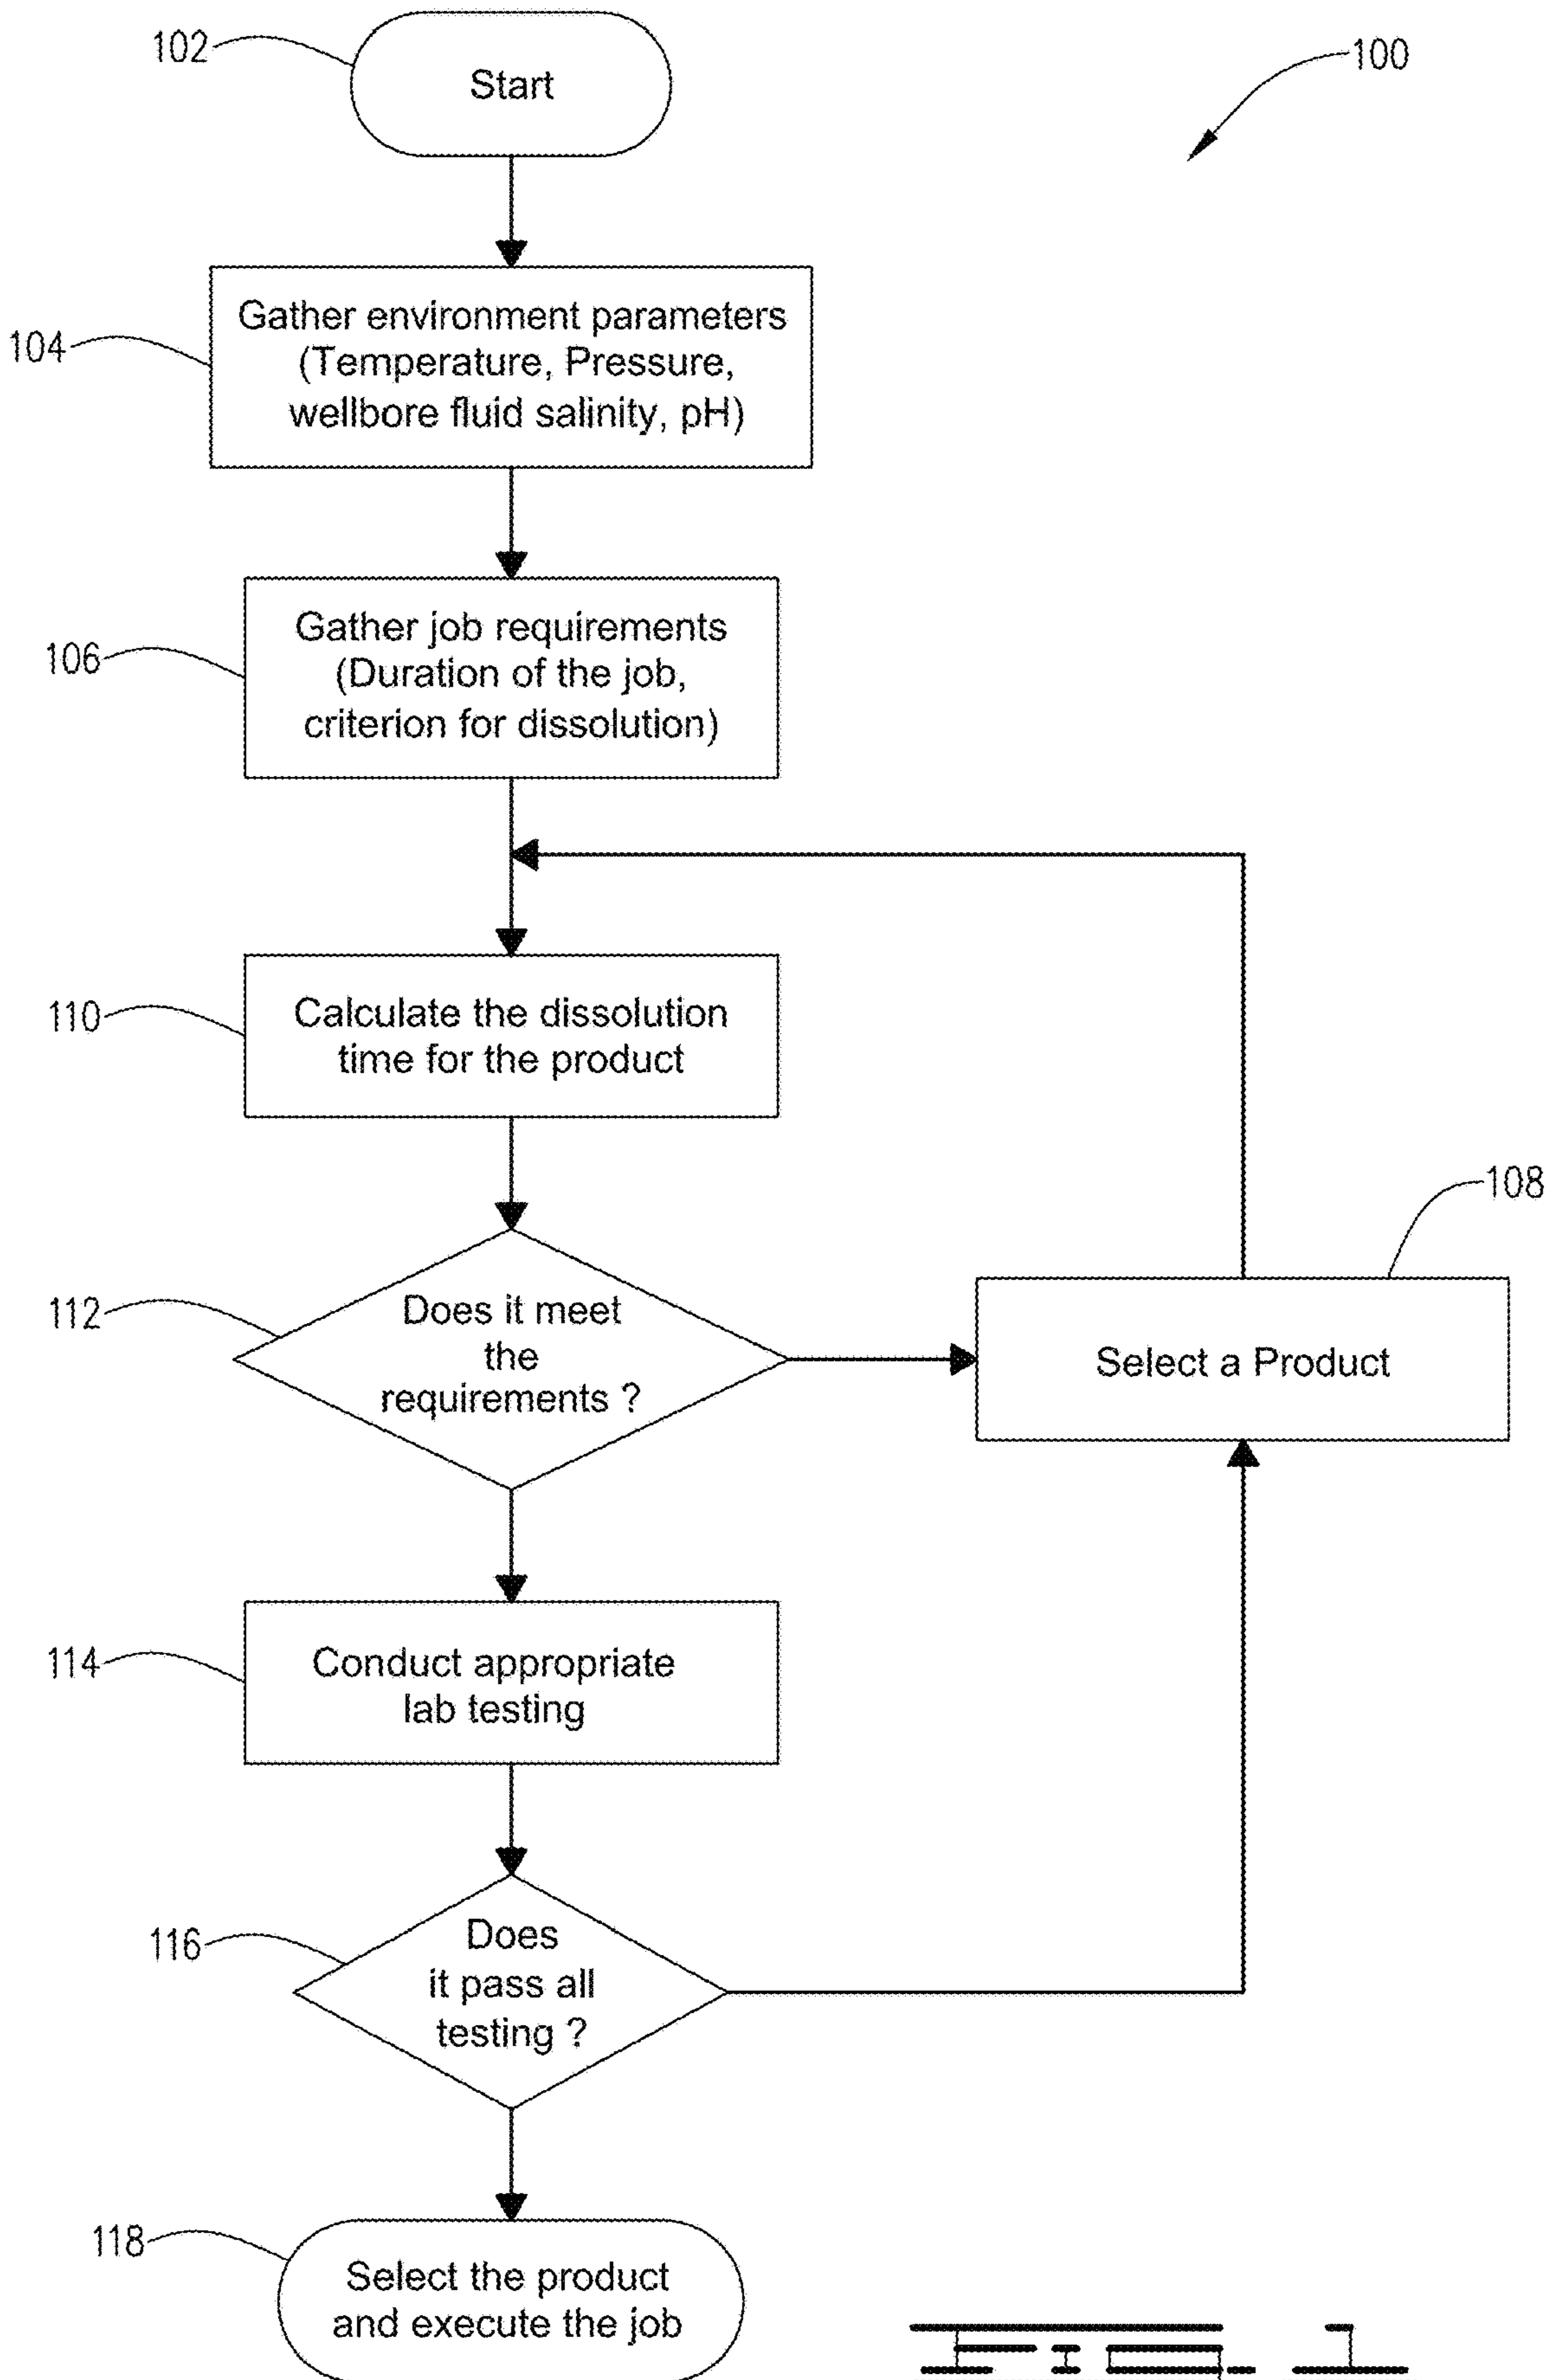 102
Start
100
104
Gather environment parameters
(Temperature, Pressure,
wellbore fluid salinity, pH)
106
Gather job requirements
(Duration of the job,
criterion for dissolution)
110
Calculate the dissolution
time for the product
108
112
Does it meet
the
requirements ?
Select a Product
114
Conduct appropriate
lab testing
116
Does
it pass all
testing ?
118
Select the product
and execute the job